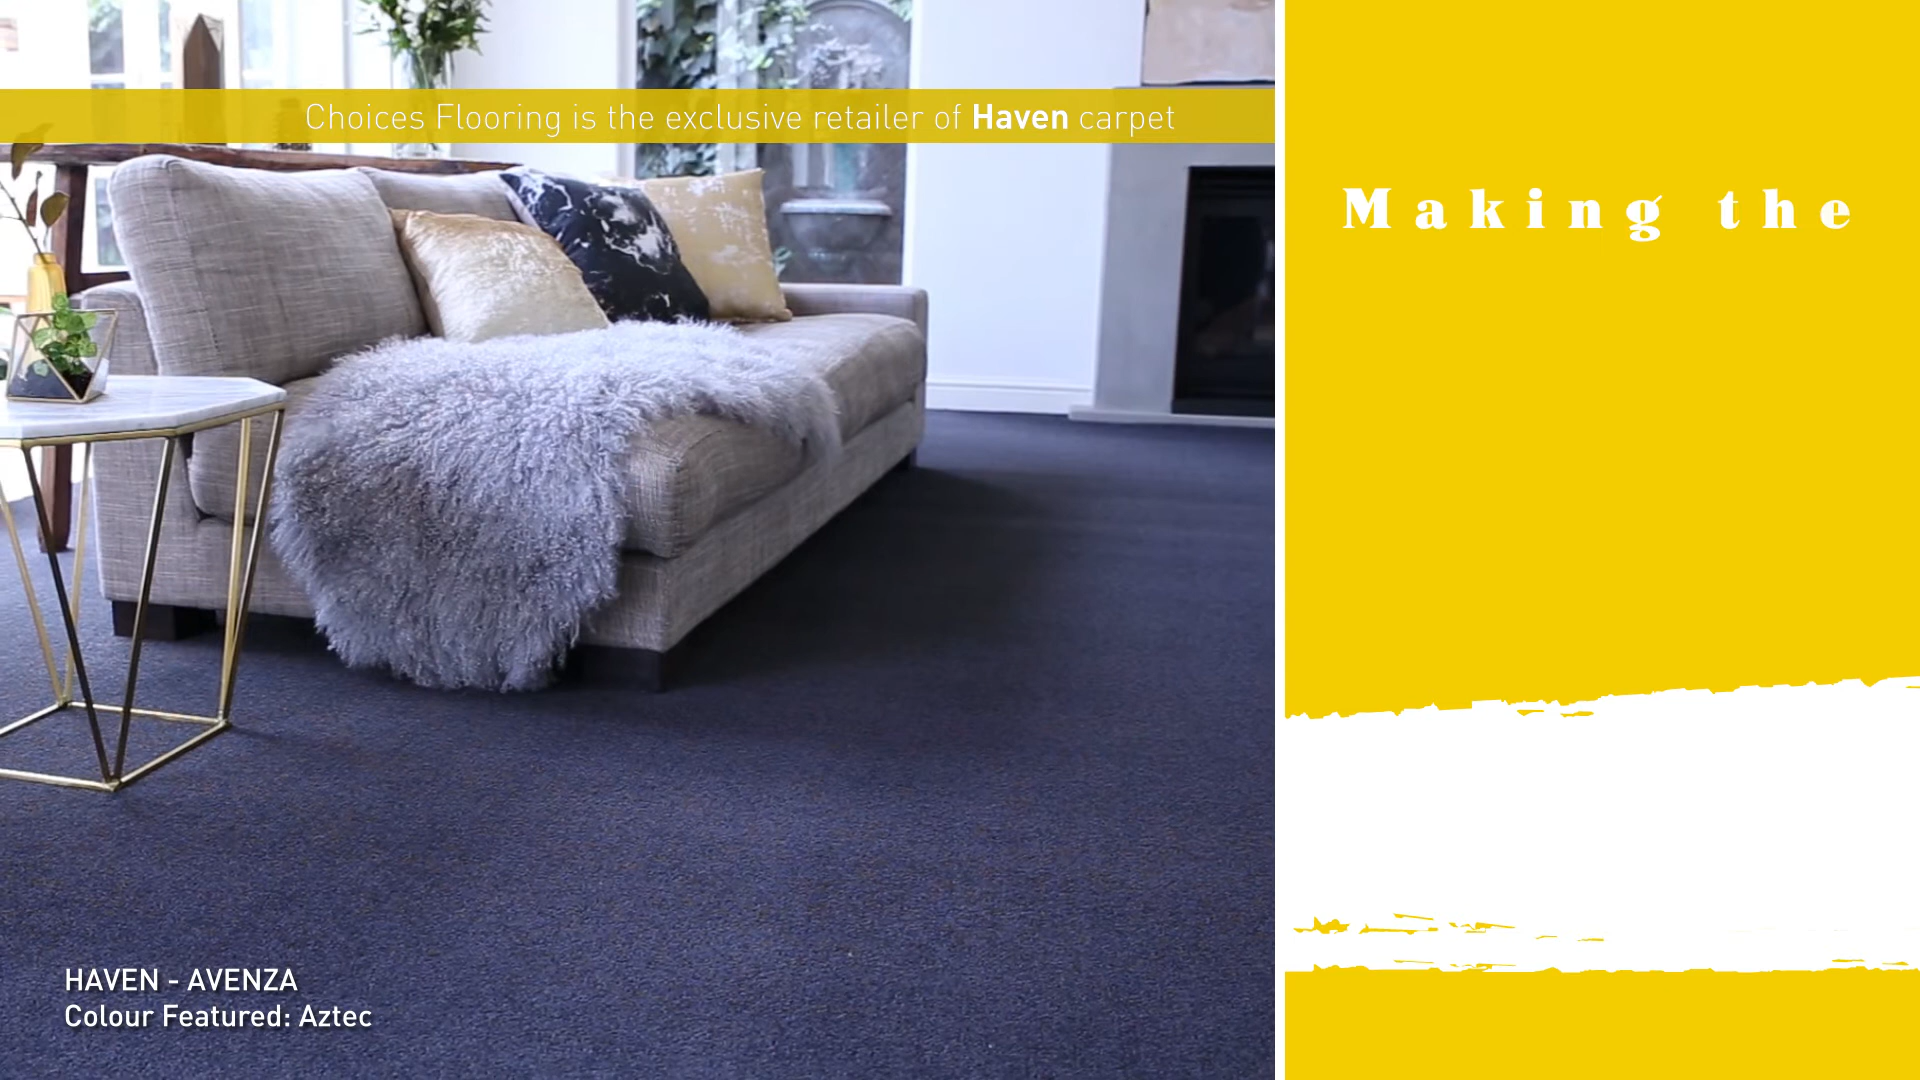 Choices Flooring is the exclusive retailer of Haven carpet
Making the
HAVEN - AVENZA
Colour Featured: Aztec